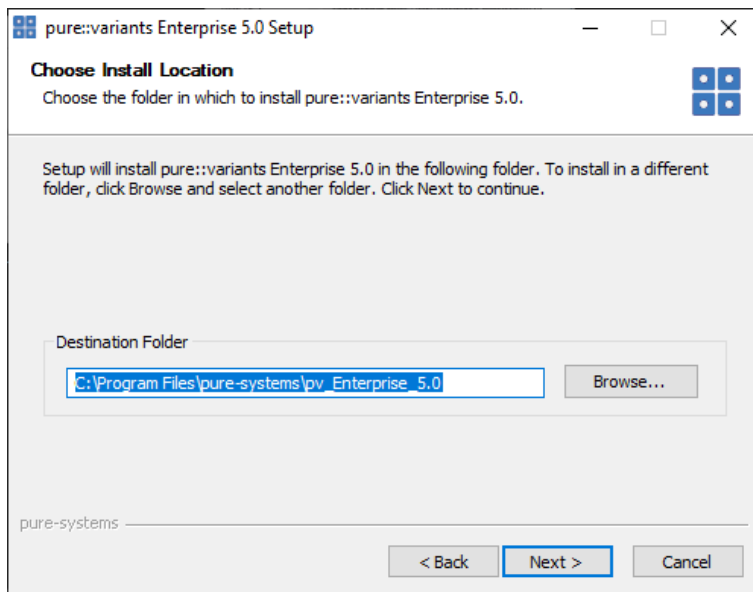 pure::variants Enterprise 5.0 Setup
Choose Install Location
Choose the folder in which to install pure::variants Enterprise 5.0.
Setup will install pure::variants Enterprise 5.0 in the following folder. To install in a different
folder, click Browse and select another folder. Click Next to continue.
Destination Folder
C:\Program Files\pure-systems\pv_Enterprise_5.0
Browse...
pure-systems
< Back
Next >
Cancel